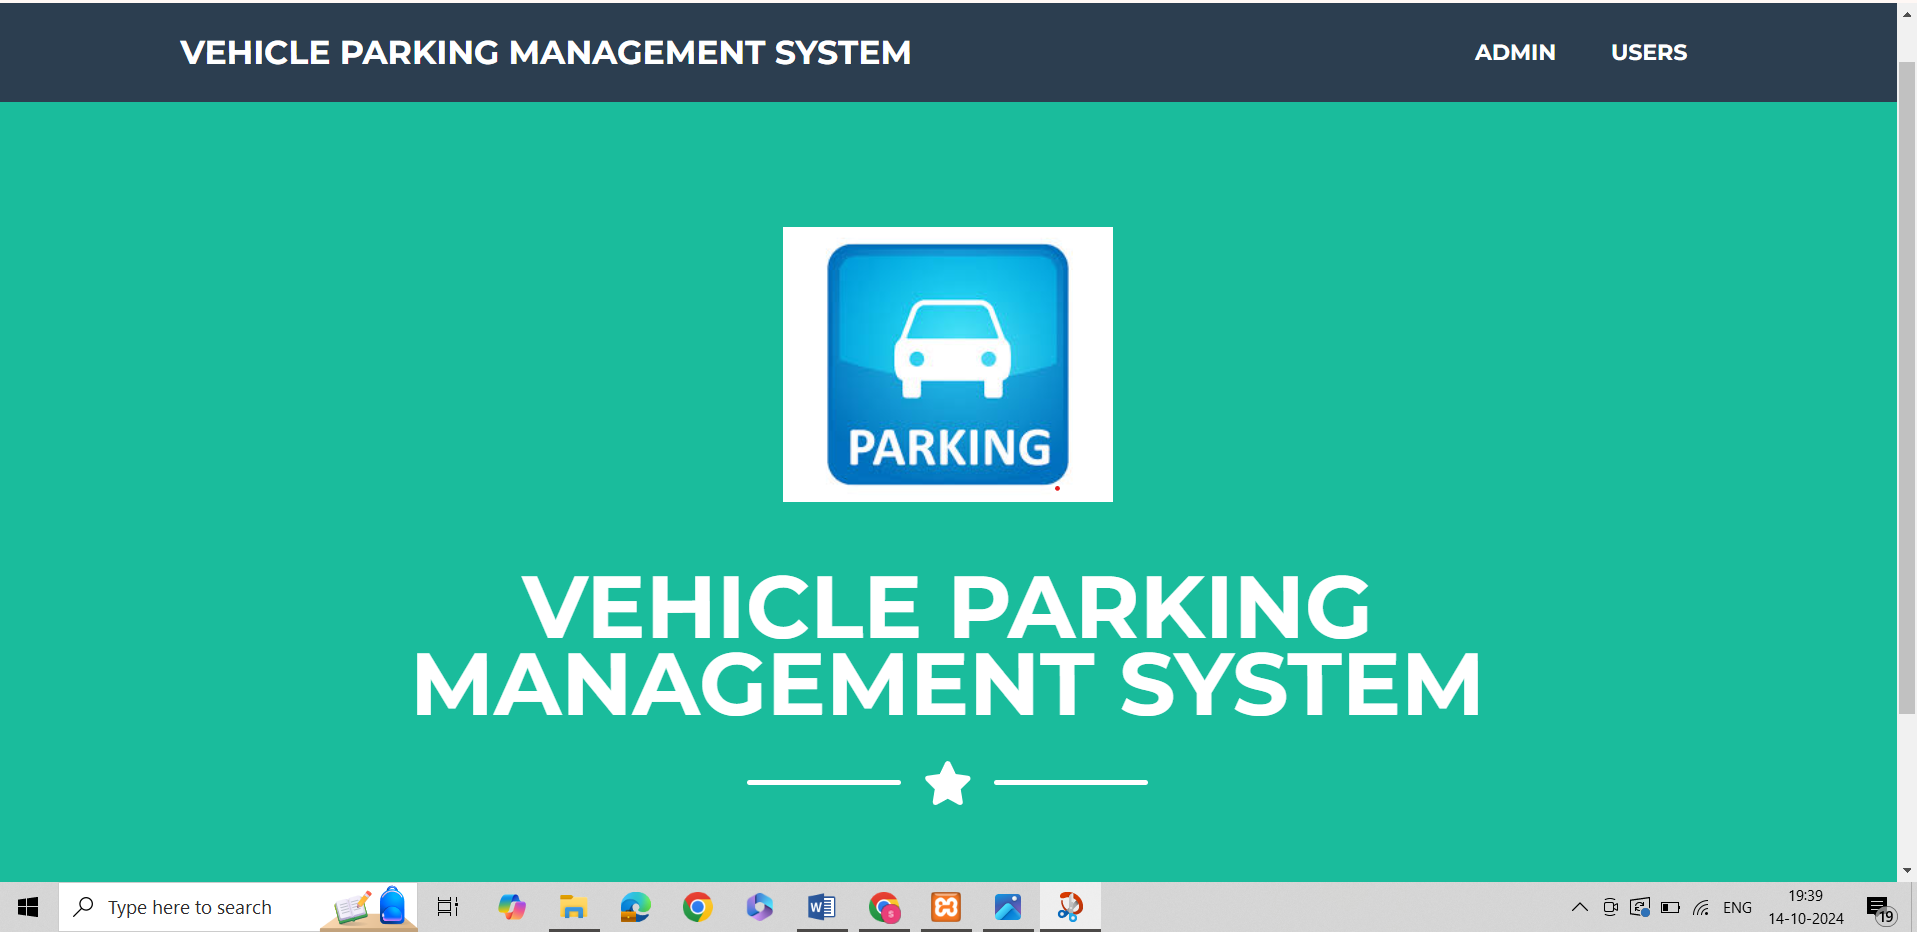 VEHICLE PARKING MANAGEMENT SYSTEM
ADMIN
USERS
PARKING
VEHICLE PARKING
MANAGEMENT SYSTEM
Type here to search
ENG
19:39
14-10-2024
19